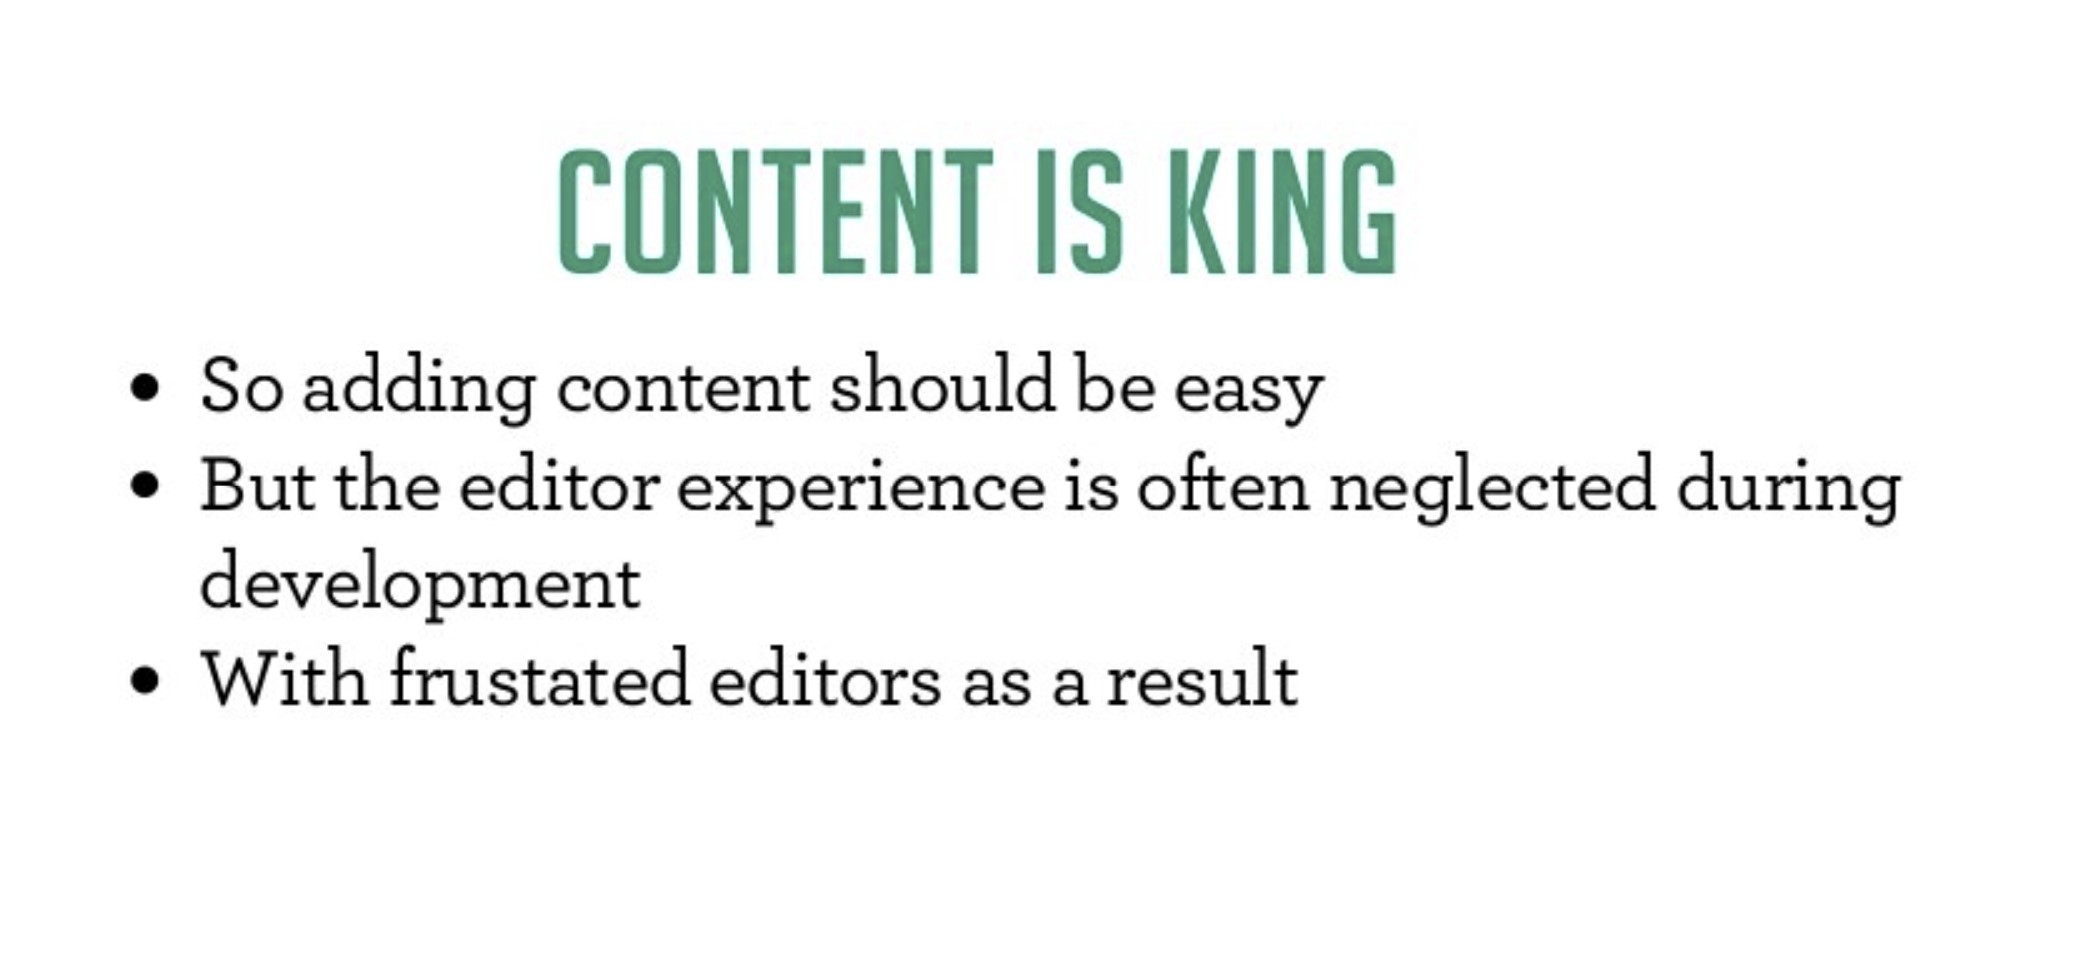 CONTENT IS KING
• So adding content should be easy
• But the editor experience is often neglected during
development
• With frustated editors as a result